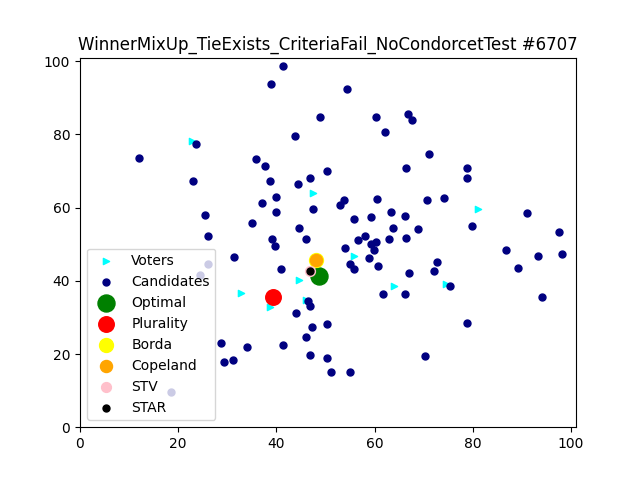 WinnerMixUp_TieExists_CriteriaFail_NoCondorcetTest #6707
100
80
60
40
20
0
0 20 40 60 80 100
Voters
Candidates
Optimal
Plurality
Borda
Copeland
STV
STAR